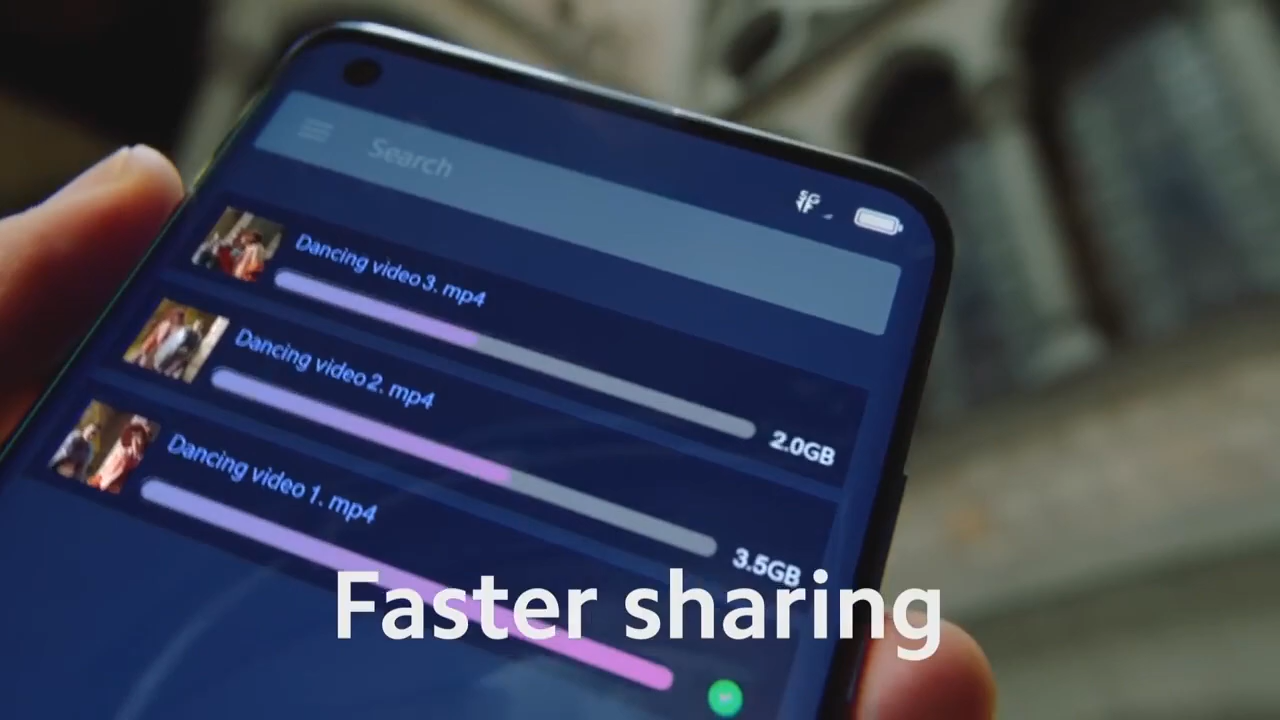 Search
Dancing video 3. mp4
2.0GB
Dancing video 2. mp4
3.5GB
Dancing video 1. mp4
Faster sharing